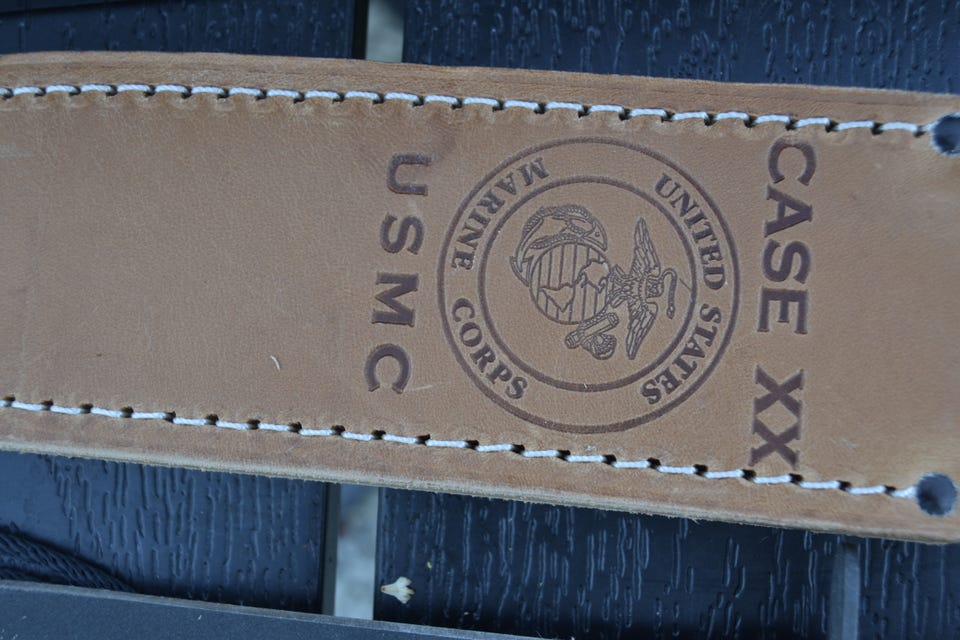 CASE XX
UNITED STATES
MARINE CORPS
USMC